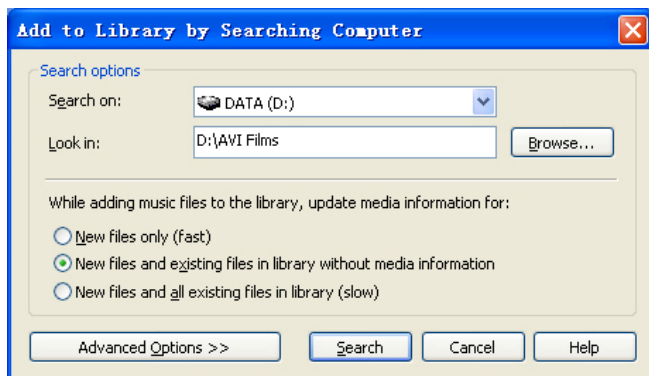 Add to Library by Searching Computer
Search options
Search on: DATA (D:)
Look in: D:\AVI Films Browse...
While adding music files to the library, update media information for:
New files only (fast)
New files and existing files in library without media information
New files and all existing files in library (slow)
Advanced Options >> Search Cancel Help